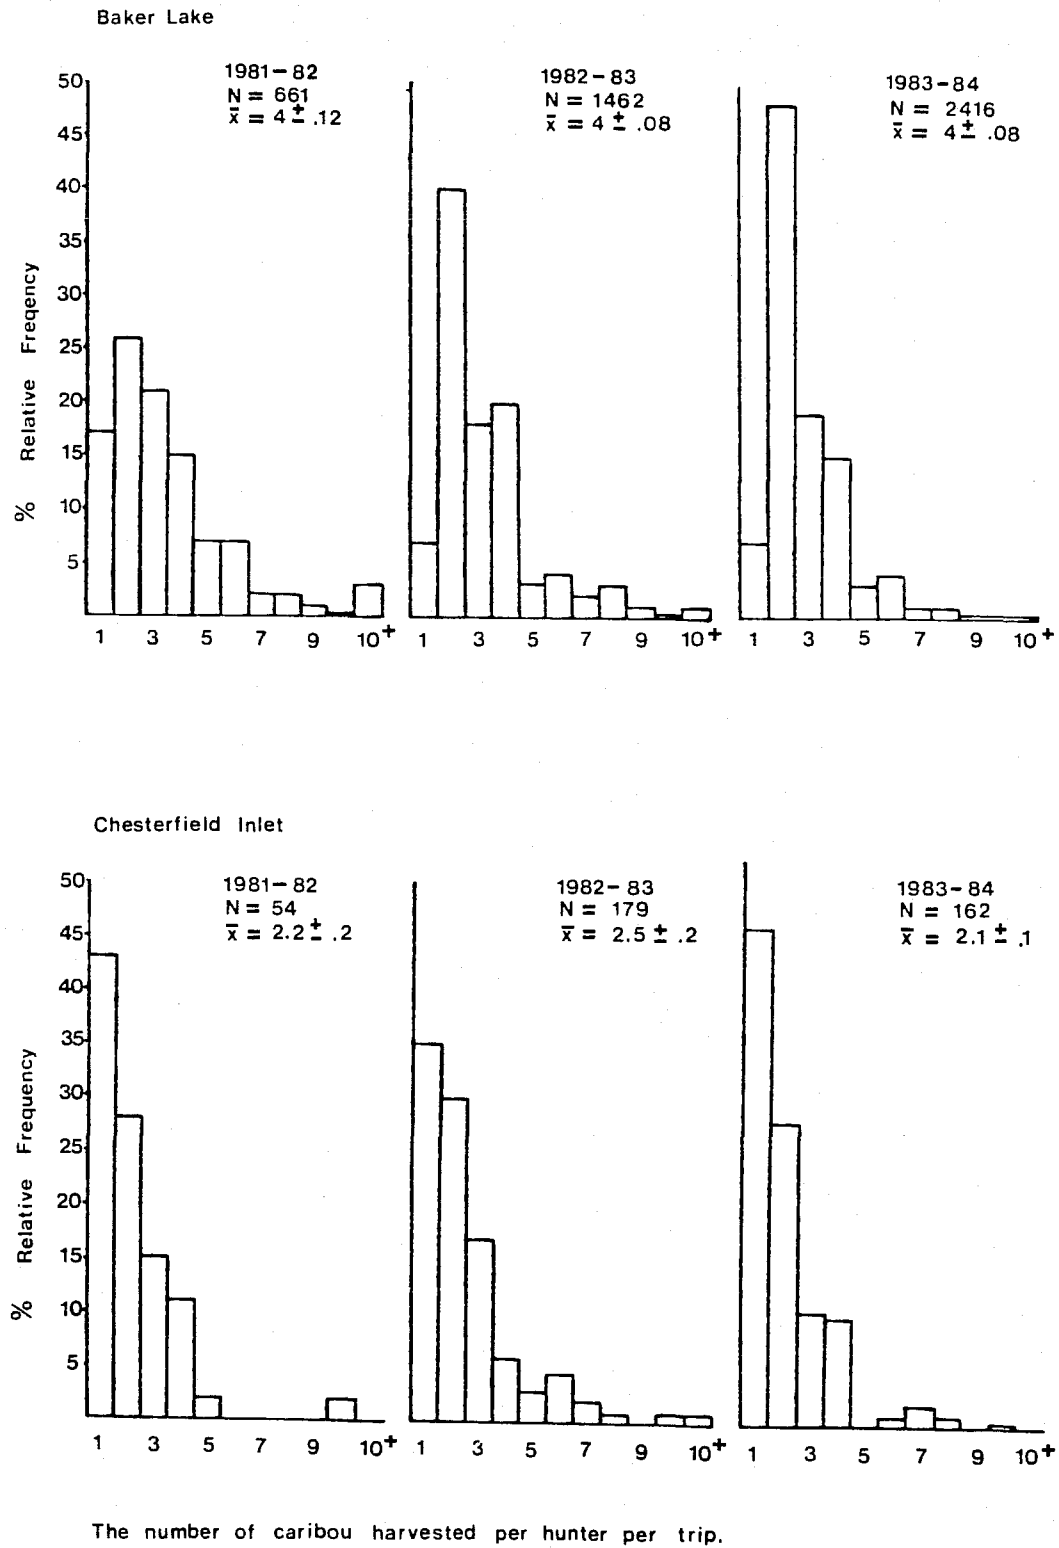 Baker Lake
1981-82
N = 661
x̄ = 4 ± .12
1982-83
N = 1462
x̄ = 4 ± .08
1983-84
N = 2416
x̄ = 4 ± .08
50
45
40
35
30
25
20
15
10
5
% Relative Freqency
1 3 5 7 9 10+
1 3 5 7 9 10+
1 3 5 7 9 10+
Chesterfield Inlet
1981-82
N = 54
x̄ = 2.2 ± .2
1982-83
N = 179
x̄ = 2.5 ± .2
1983-84
N = 162
x̄ = 2.1 ± .1
50
45
40
35
30
25
20
15
10
5
% Relative Frequency
1 3 5 7 9 10+
1 3 5 7 9 10+
1 3 5 7 9 10+
The number of caribou harvested per hunter per trip.